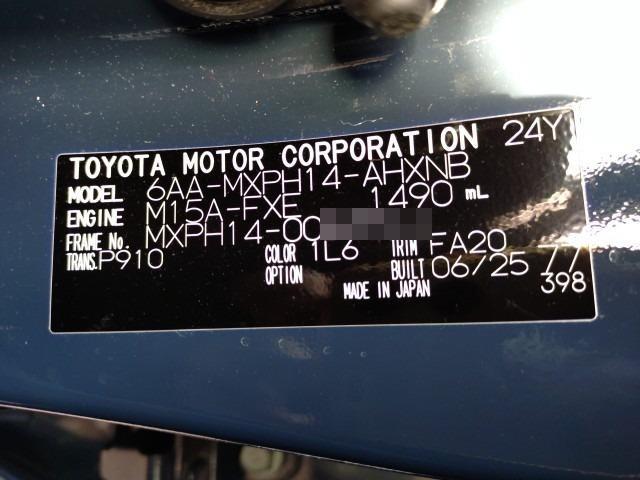 TOYOTA MOTOR CORPORATION 24Y
MODEL 6AA-MXPH14-AHXNB
ENGINE M15A-FXE 1490 mL
FRAME No. MXPH14-00
TRANS. P910 COLOR 1L6 TRIM FA20
OPTION BUILT 06/25 77
MADE IN JAPAN 398